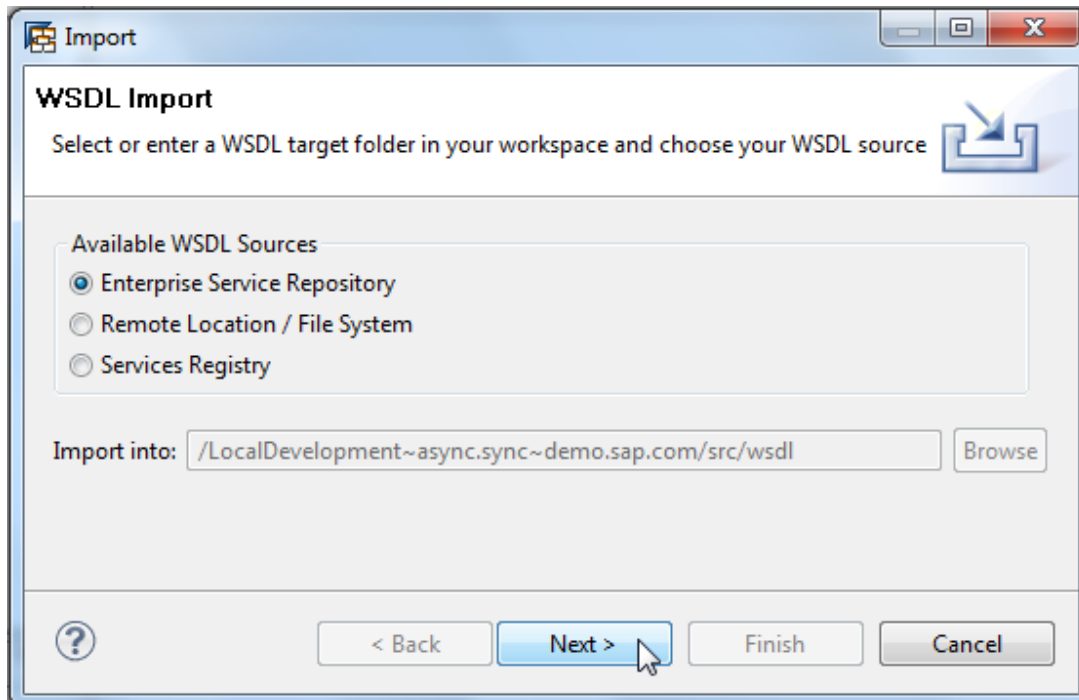 Import
WSDL Import
Select or enter a WSDL target folder in your workspace and choose your WSDL source
Available WSDL Sources
Enterprise Service Repository
Remote Location / File System
Services Registry
Import into: /LocalDevelopment~async.sync~demo.sap.com/src/wsdl Browse
? < Back Next > Finish Cancel